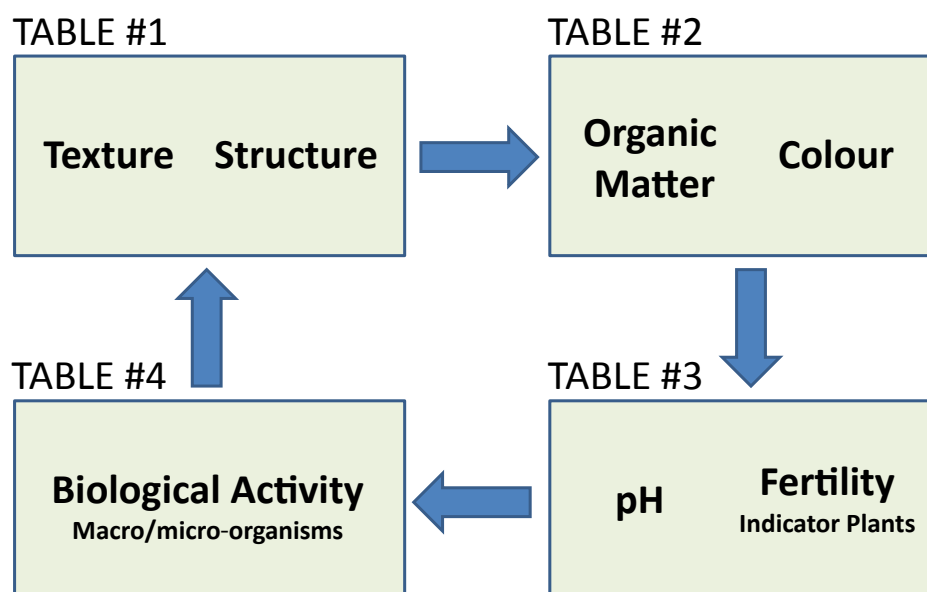 TABLE #1
Texture Structure
TABLE #2
Organic
Matter
Colour
TABLE #4
Biological Activity
Macro/micro-organisms
TABLE #3
pH
Fertility
Indicator Plants